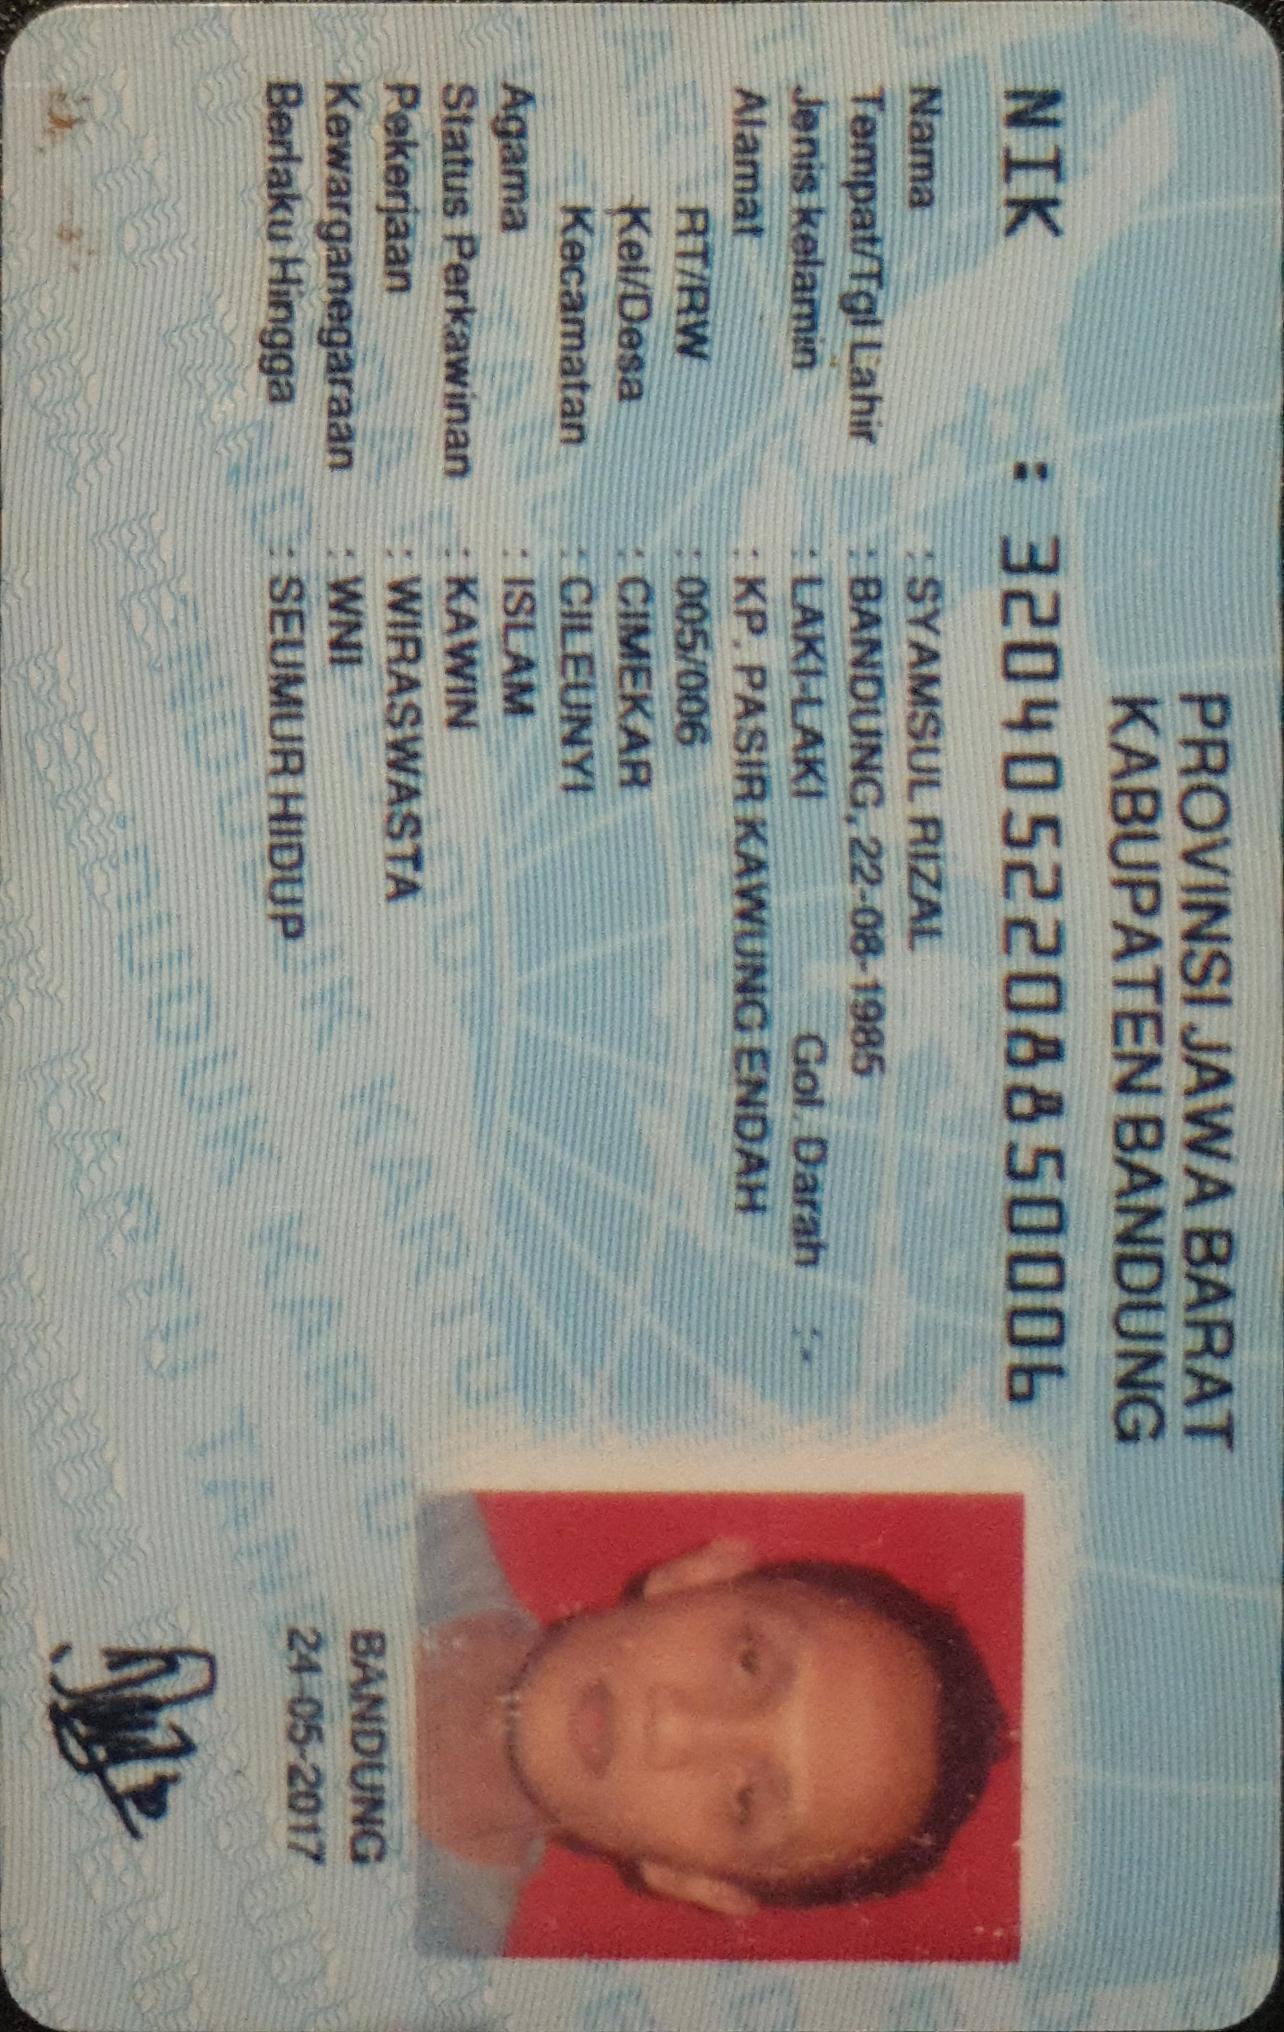 PROVINSI JAWA BARAT
KABUPATEN BANDUNG
NIK : 3204052208850006
Nama : SYAMSUL RIZAL
Tempat/Tgl Lahir : BANDUNG, 22-08-1985
Jenis kelamin : LAKI-LAKI Gol. Darah :-
Alamat : KP. PASIR KAWUNG ENDAH
RT/RW : 005/006
Kel/Desa : CIMEKAR
Kecamatan : CILEUNYI
Agama : ISLAM
Status Perkawinan : KAWIN
Pekerjaan : WIRASWASTA
Kewarganegaraan : WNI
Berlaku Hingga : SEUMUR HIDUP
BANDUNG
24-05-2017